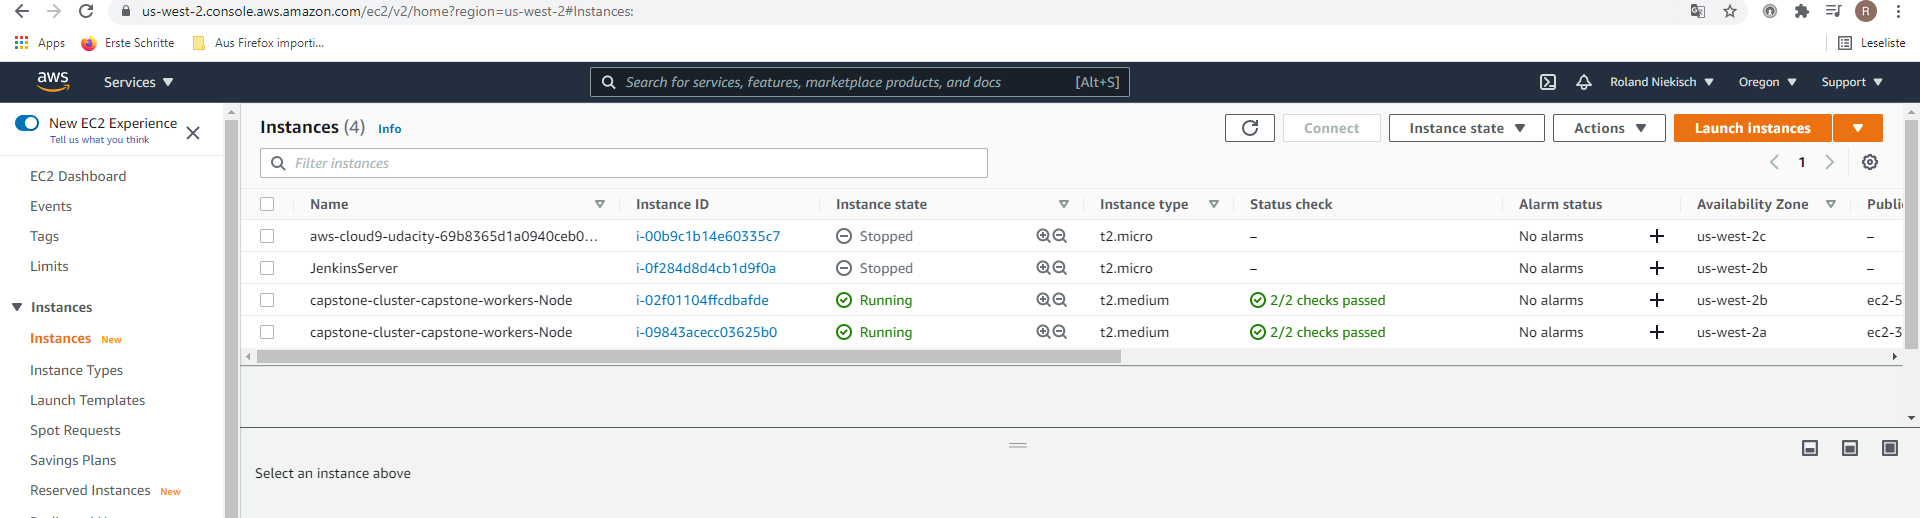 us-west-2.console.aws.amazon.com/ec2/v2/home?region=us-west-2#Instances:
R
Apps Erste Schritte Aus Firefox importi... Leseliste
aws Services Search for services, features, marketplace products, and docs [Alt+S] Roland Niekisch Oregon Support
New EC2 Experience
Tell us what you think
EC2 Dashboard
Events
Tags
Limits
Instances
Instances New
Instance Types
Launch Templates
Spot Requests
Savings Plans
Reserved Instances New
Instances (4) Info Connect Instance state Actions Launch instances
Filter instances 1
Name Instance ID Instance state Instance type Status check Alarm status Availability Zone Publi
aws-cloud9-udacity-69b8365d1a0940ceb0... i-00b9c1b14e60335c7 Stopped t2.micro – No alarms + us-west-2c –
JenkinsServer i-0f284d8d4cb1d9f0a Stopped t2.micro – No alarms + us-west-2b –
capstone-cluster-capstone-workers-Node i-02f01104ffcdbafde Running t2.medium 2/2 checks passed No alarms + us-west-2b ec2-5
capstone-cluster-capstone-workers-Node i-09843acecc03625b0 Running t2.medium 2/2 checks passed No alarms + us-west-2a ec2-3
Select an instance above